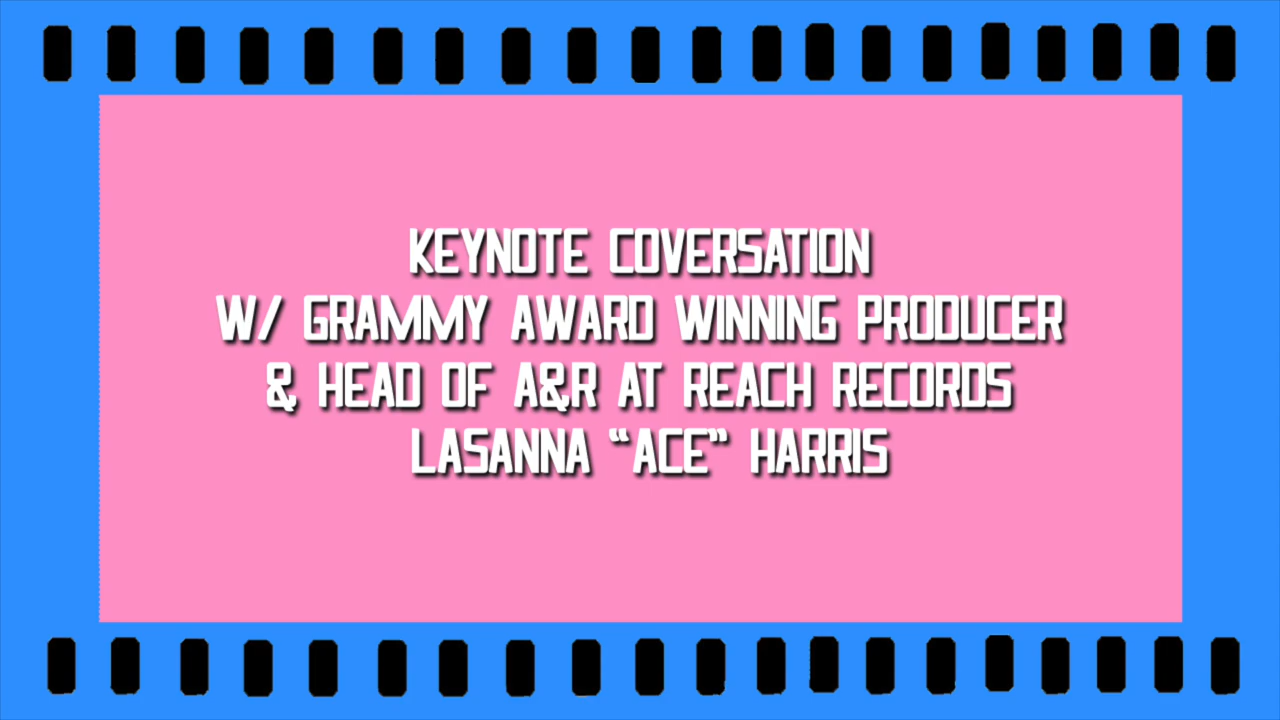 KEYNOTE COVERSATION
W/ GRAMMY AWARD WINNING PRODUCER
& HEAD OF A&R AT REACH RECORDS
LASANNA “ACE” HARRIS